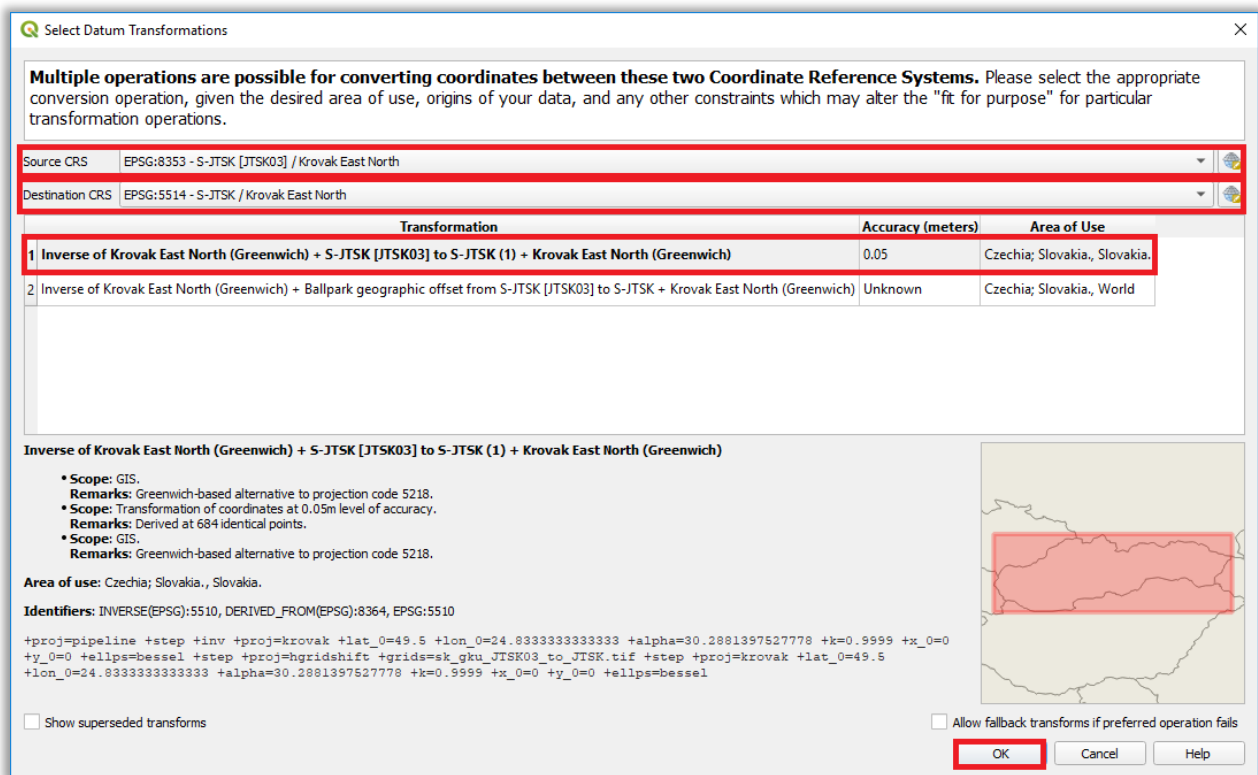 Select Datum Transformations
Multiple operations are possible for converting coordinates between these two Coordinate Reference Systems. Please select the appropriate
conversion operation, given the desired area of use, origins of your data, and any other constraints which may alter the "fit for purpose" for particular
transformation operations.
Source CRS EPSG:8353 - S-JTSK [JTSK03] / Krovak East North
Destination CRS EPSG:5514 - S-JTSK / Krovak East North
Transformation Accuracy (meters) Area of Use
1 Inverse of Krovak East North (Greenwich) + S-JTSK [JTSK03] to S-JTSK (1) + Krovak East North (Greenwich) 0.05 Czechia; Slovakia., Slovakia.
2 Inverse of Krovak East North (Greenwich) + Ballpark geographic offset from S-JTSK [JTSK03] to S-JTSK + Krovak East North (Greenwich) Unknown Czechia; Slovakia., World
Inverse of Krovak East North (Greenwich) + S-JTSK [JTSK03] to S-JTSK (1) + Krovak East North (Greenwich)
• Scope: GIS.
Remarks: Greenwich-based alternative to projection code 5218.
• Scope: Transformation of coordinates at 0.05m level of accuracy.
Remarks: Derived at 684 identical points.
• Scope: GIS.
Remarks: Greenwich-based alternative to projection code 5218.
Area of use: Czechia; Slovakia., Slovakia.
Identifiers: INVERSE(EPSG):5510, DERIVED_FROM(EPSG):8364, EPSG:5510
+proj=pipeline +step +inv +proj=krovak +lat_0=49.5 +lon_0=24.8333333333333 +alpha=30.2881397527778 +k=0.9999 +x_0=0
+y_0=0 +ellps=bessel +step +proj=hgridshift +grids=sk_gku_JTSK03_to_JTSK.tif +step +proj=krovak +lat_0=49.5
+lon_0=24.8333333333333 +alpha=30.2881397527778 +k=0.9999 +x_0=0 +y_0=0 +ellps=bessel
Show superseded transforms Allow fallback transforms if preferred operation fails
OK Cancel Help